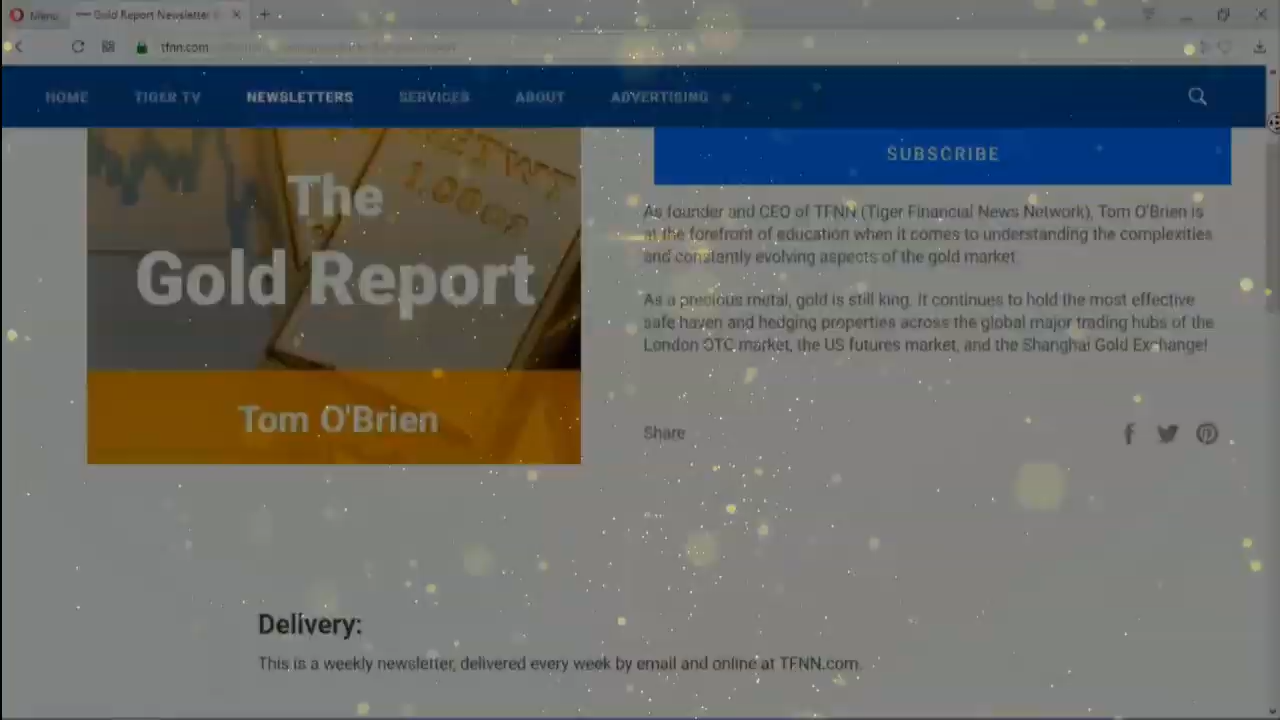 Menu
Gold Report Newsletter
tfnn.com
HOME TIGER TV NEWSLETTERS SERVICES ABOUT ADVERTISING
NETWT
1.00
The
Gold Report
Tom O'Brien
SUBSCRIBE
As founder and CEO of TFNN (Tiger Financial News Network), Tom O'Brien is
at the forefront of education when it comes to understanding the complexities
and constantly evolving aspects of the gold market.
As a precious metal, gold is still king. It continues to hold the most effective
safe haven and hedging properties across the global major trading hubs of the
London OTC market, the US futures market, and the Shanghai Gold Exchange!
Share
Delivery:
This is a weekly newsletter, delivered every week by email and online at TFNN.com.